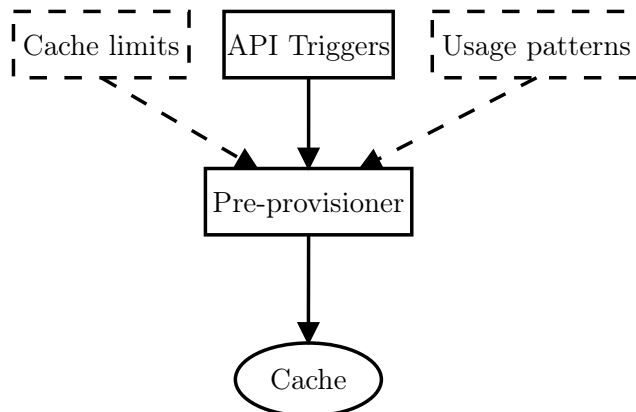 Cache limits
API Triggers
Usage patterns
Pre-provisioner
Cache